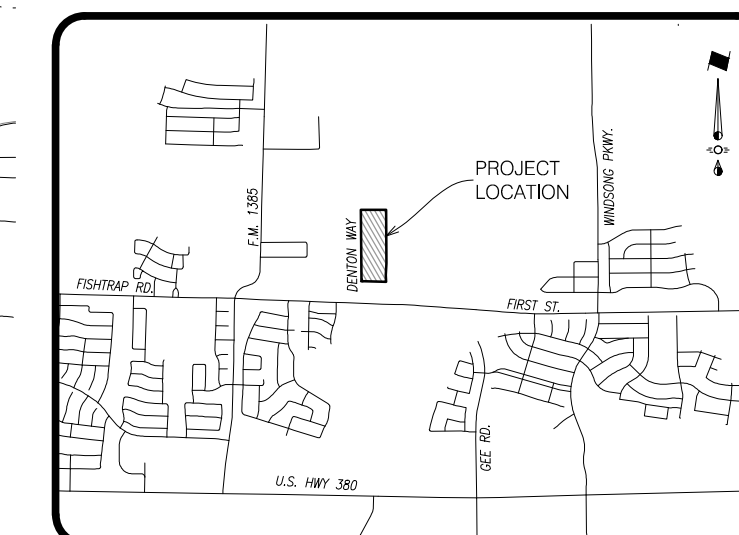 PROJECT
LOCATION
WINDSONG PKWY.
F.M. 1385
DENTON WAY
FISHTRAP RD.
FIRST ST.
GEE RD.
U.S. HWY 380